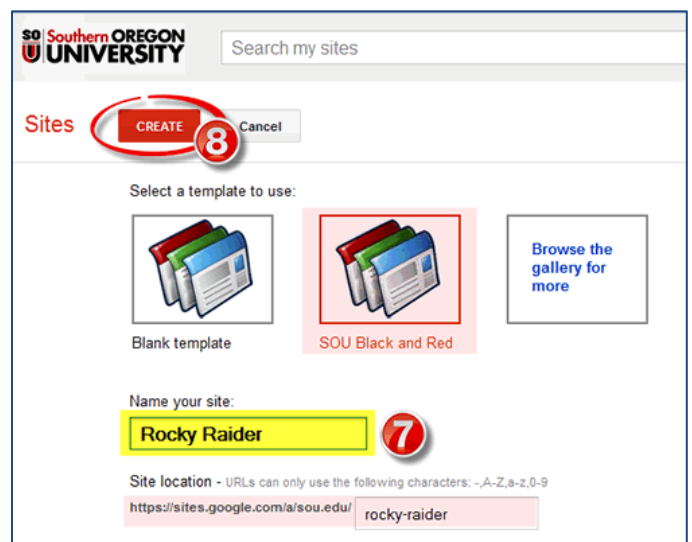 SO Southern OREGON
U UNIVERSITY
Search my sites
Sites
CREATE
8
Cancel
Select a template to use:
Blank template
SOU Black and Red
Browse the
gallery for
more
Name your site:
Rocky Raider
7
Site location - URLs can only use the following characters: -,A-Z,a-z,0-9
https://sites.google.com/a/sou.edu/ rocky-raider